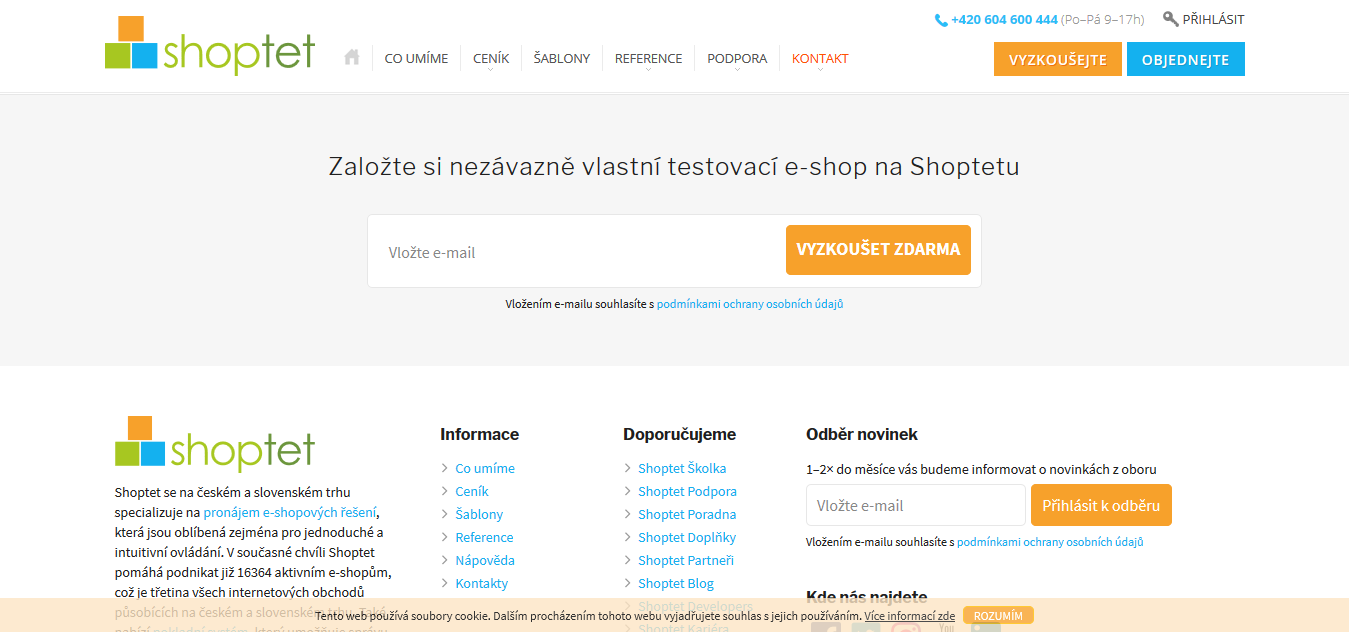 +420 604 600 444 (Po–Pá 9–17h) PŘIHLÁSIT
shoptet
CO UMÍME CENÍK ŠABLONY REFERENCE PODPORA KONTAKT
VYZKOUŠEJTE OBJEDNEJTE
Založte si nezávazně vlastní testovací e-shop na Shoptetu
Vložte e-mail
VYZKOUŠET ZDARMA
Vložením e-mailu souhlasíte s podmínkami ochrany osobních údajů
shoptet
Shoptet se na českém a slovenském trhu
specializuje na pronájem e-shopových řešení,
která jsou oblíbená zejména pro jednoduché a
intuitivní ovládání. V současné chvíli Shoptet
pomáhá podnikat již 16364 aktivním e-shopům,
což je třetina všech internetových obchodů
působících na českém a slovenském trhu. Také
nabízí pokladní systém, který umožňuje správu
Informace
Co umíme
Ceník
Šablony
Reference
Nápověda
Kontakty
Doporučujeme
Shoptet Školka
Shoptet Podpora
Shoptet Poradna
Shoptet Doplňky
Shoptet Partneři
Shoptet Blog
Shoptet Developers
Shoptet Kariéra
Odběr novinek
1–2× do měsíce vás budeme informovat o novinkách z oboru
Vložte e-mail
Přihlásit k odběru
Vložením e-mailu souhlasíte s podmínkami ochrany osobních údajů
Kde nás najdete
You
Tento web používá soubory cookie. Dalším procházením tohoto webu vyjadřujete souhlas s jejich používáním. Více informací zde ROZUMÍM